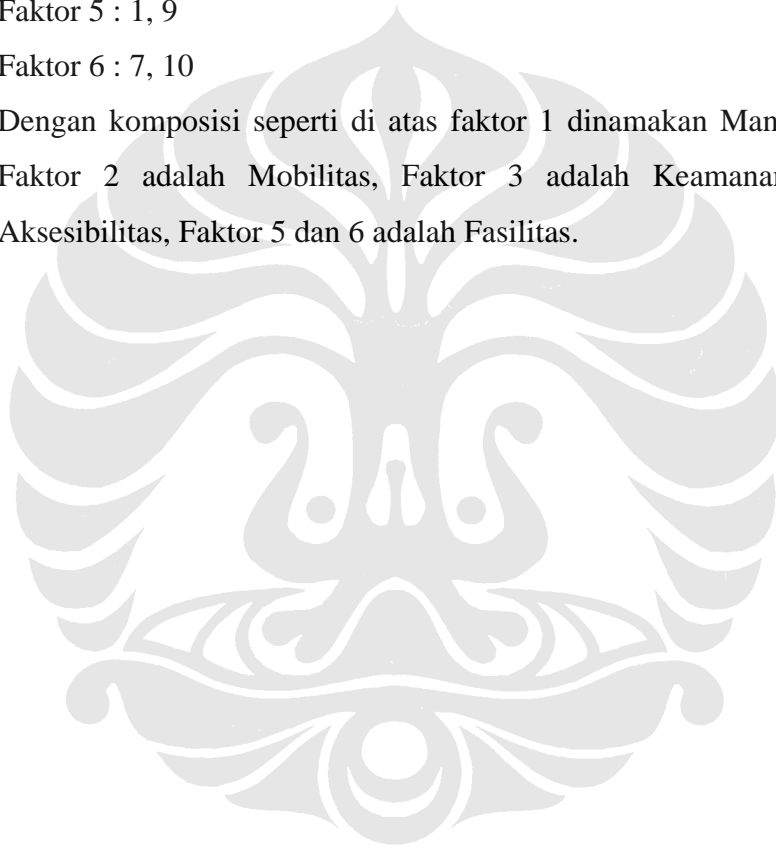 Faktor 5 : 1, 9
Faktor 6 : 7, 10
Dengan komposisi seperti di atas faktor 1 dinamakan
Faktor 2 adalah Mobilitas, Faktor 3 adalah
Aksesibilitas, Faktor 5 dan 6 adalah Fasilitas.